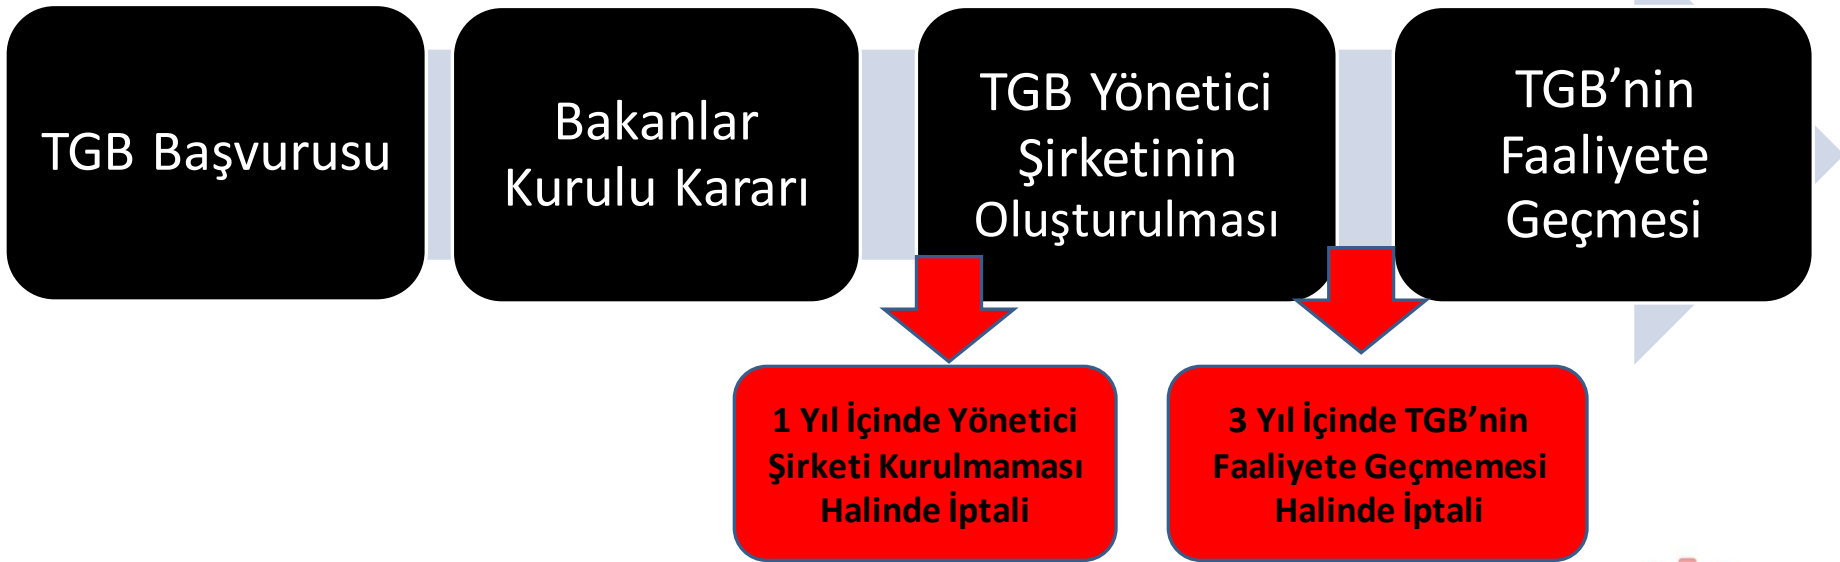 TGB Başvurusu
Bakanlar
Kurulu Kararı
TGB Yönetici
Şirketinin
Oluşturulması
TGB’nin
Faaliyete
Geçmesi
1 Yıl İçinde Yönetici
Şirketi Kurulmaması
Halinde İptali
3 Yıl İçinde TGB’nin
Faaliyete Geçmemesi
Halinde İptali